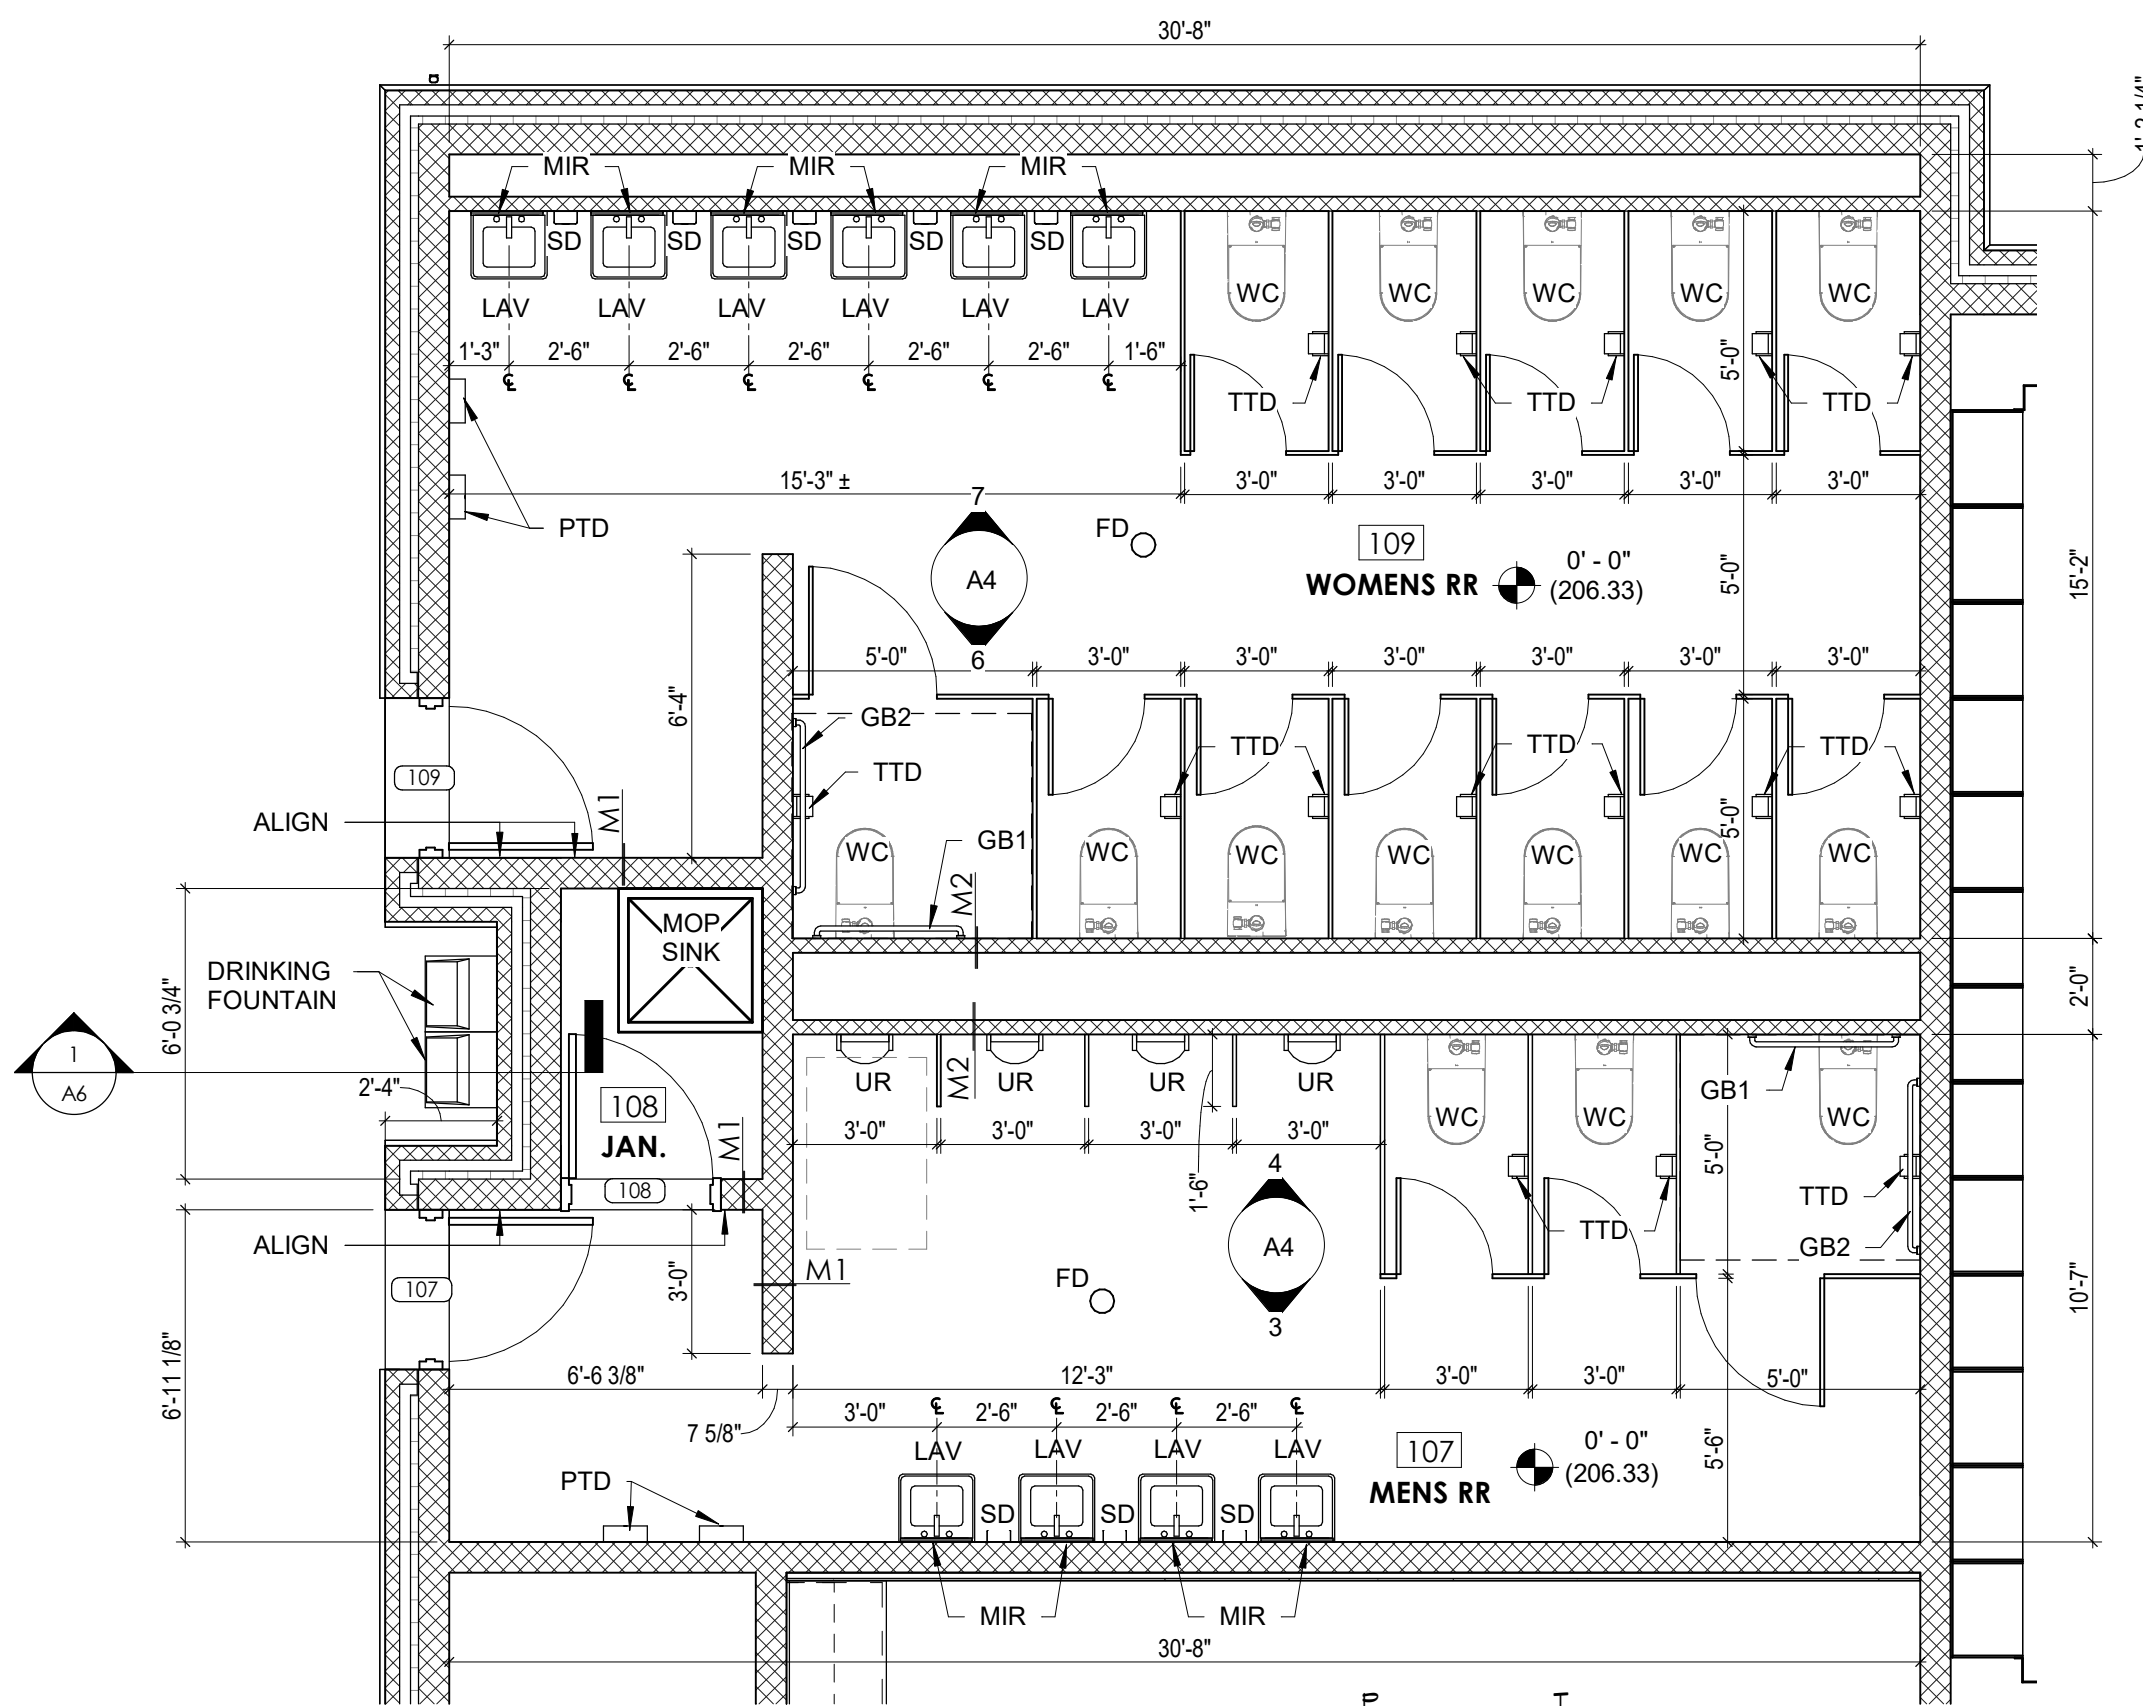 30'-8"
1'-2 1/4"
MIR MIR MIR
SD SD SD SD SD
LAV LAV LAV LAV LAV LAV
WC WC WC WC WC
1'-3" 2'-6" 2'-6" 2'-6" 2'-6" 2'-6" 1'-6"
℄ ℄ ℄ ℄ ℄ ℄
5'-0"
TTD TTD TTD
15'-3" ± 3'-0" 3'-0" 3'-0" 3'-0" 3'-0"
PTD
7
A4
6
FD
109
WOMENS RR
0' - 0"
(206.33)
5'-0"
15'-2"
5'-0" 3'-0" 3'-0" 3'-0" 3'-0" 3'-0" 3'-0"
6'-4"
GB2
TTD
TTD TTD TTD
109
ALIGN
M1
5'-0"
GB1
WC WC WC WC WC WC WC
M2
MOP
SINK
DRINKING
FOUNTAIN
6'-0 3/4"
2'-0"
1
A6
2'-4"
108
JAN.
M1
108
UR UR UR UR
M2
WC WC WC
GB1
3'-0" 3'-0" 3'-0" 3'-0"
1'-6"
5'-0"
4
A4
3
TTD
TTD
GB2
ALIGN
107
3'-0"
M1
FD
10'-7"
6'-11 1/8"
6'-6 3/8" 12'-3" 3'-0" 3'-0" 5'-0"
7 5/8"
3'-0" 2'-6" 2'-6" 2'-6"
℄ ℄ ℄ ℄
LAV LAV LAV LAV
107
MENS RR
0' - 0"
(206.33)
5'-6"
PTD
SD SD SD
MIR MIR
30'-8"